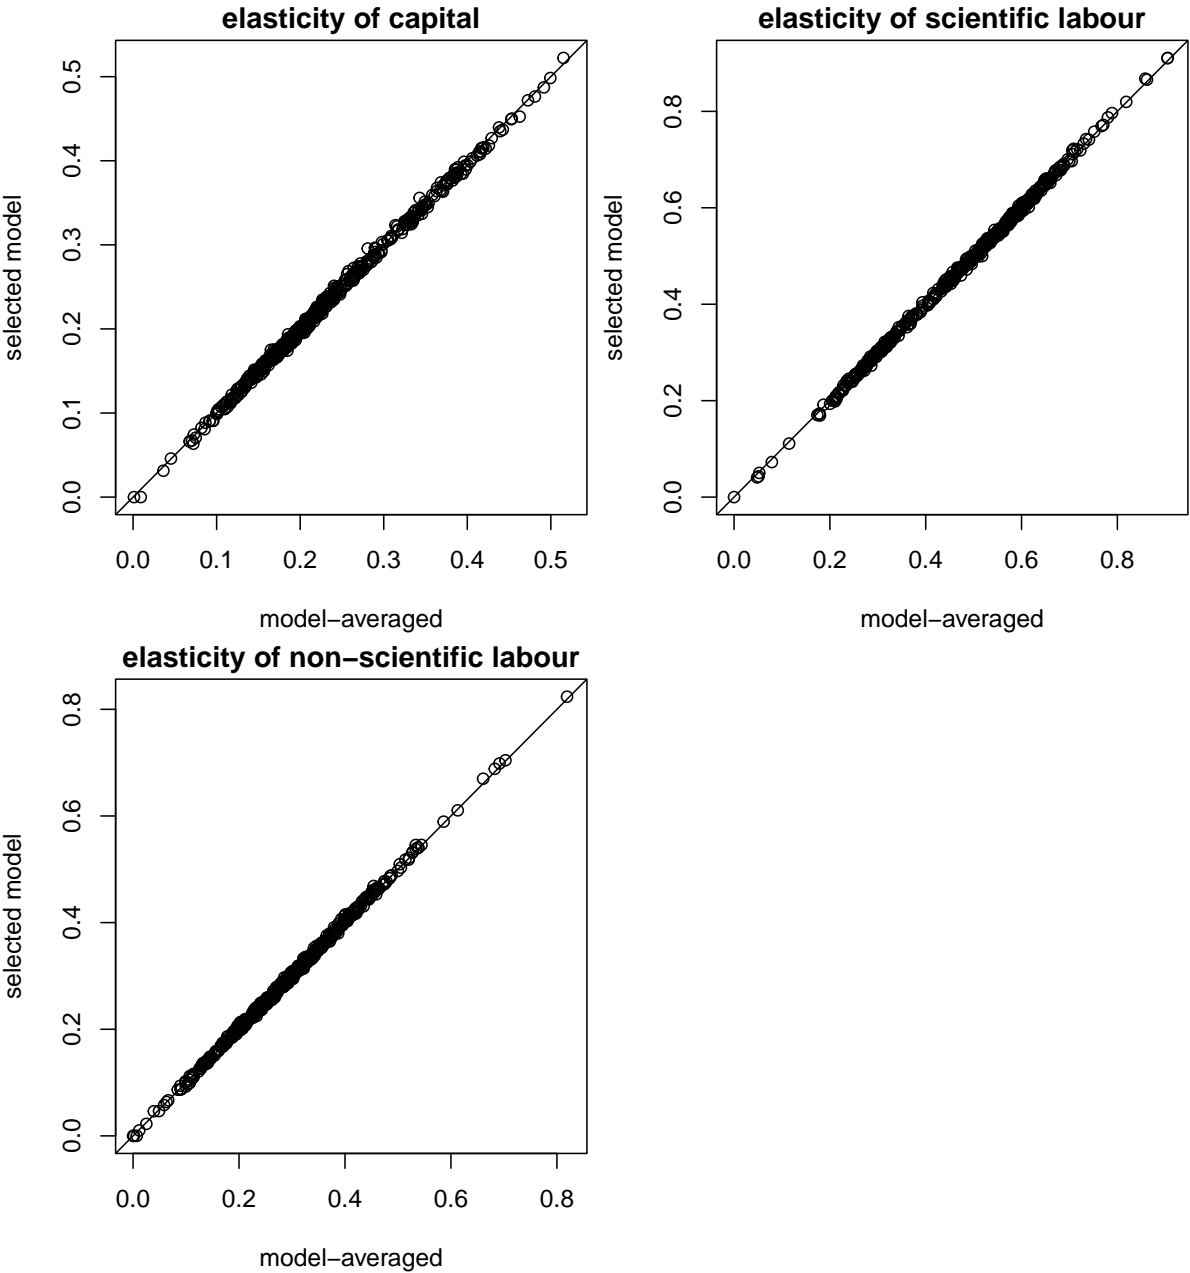 elasticity of capital
selected model
0.5
0.4
0.3
0.2
0.1
0.0
0.0 0.1 0.2 0.3 0.4 0.5
model−averaged
elasticity of scientific labour
selected model
0.8
0.6
0.4
0.2
0.0
0.0 0.2 0.4 0.6 0.8
model−averaged
elasticity of non−scientific labour
selected model
0.8
0.6
0.4
0.2
0.0
0.0 0.2 0.4 0.6 0.8
model−averaged